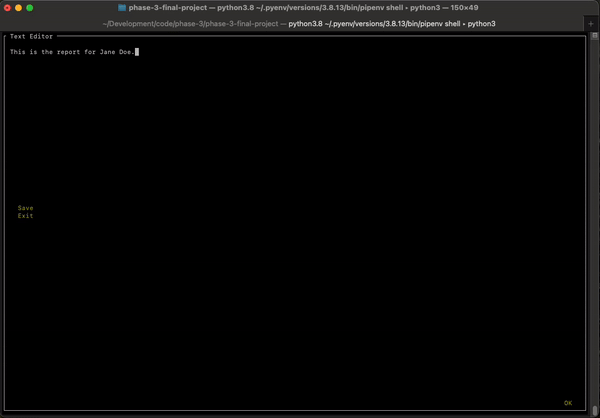 phase-3-final-project — python3.8 ~/.pyenv/versions/3.8.13/bin/pipenv shell ▸ python3 — 150×49
~/Development/code/phase-3/phase-3-final-project — python3.8 ~/.pyenv/versions/3.8.13/bin/pipenv shell ▸ python3
Text Editor
This is the report for Jane Doe.
Save
Exit
OK